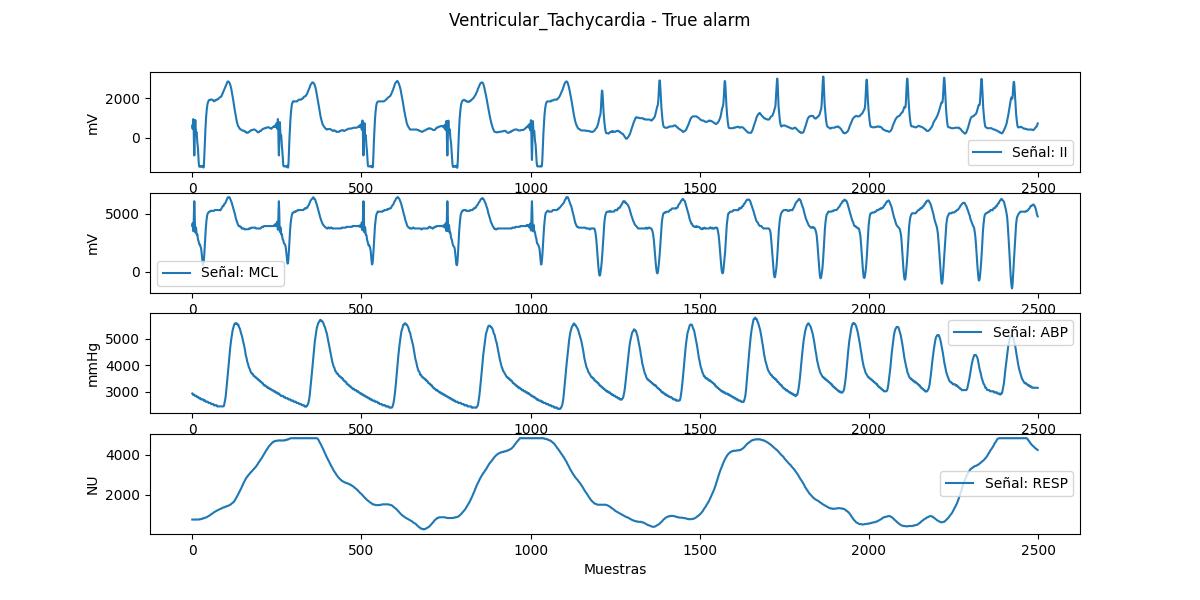 Ventricular_Tachycardia - True alarm
2000
0
mV
Señal: II
0 500 1000 1500 2000 2500
5000
0
mV
Señal: MCL
0 500 1000 1500 2000 2500
5000
4000
3000
mmHg
Señal: ABP
0 500 1000 1500 2000 2500
4000
2000
NU
Señal: RESP
0 500 1000 1500 2000 2500
Muestras